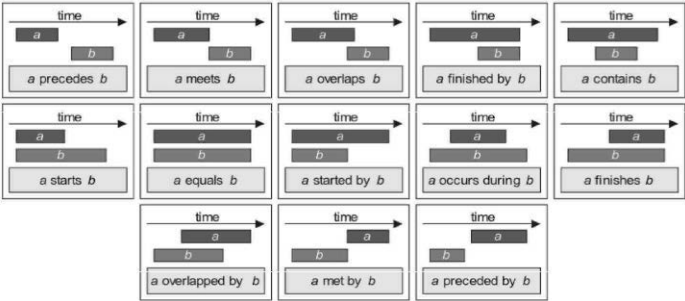 time
a
b
a precedes b
time
a
b
a meets b
time
a
b
a overlaps b
time
a
b
a finished by b
time
a
b
a contains b
time
a
b
a starts b
time
a
b
a equals b
time
a
b
a started by b
time
a
b
a occurs during b
time
a
b
a finishes b
time
a
b
a overlapped by b
time
a
b
a met by b
time
a
b
a preceded by b